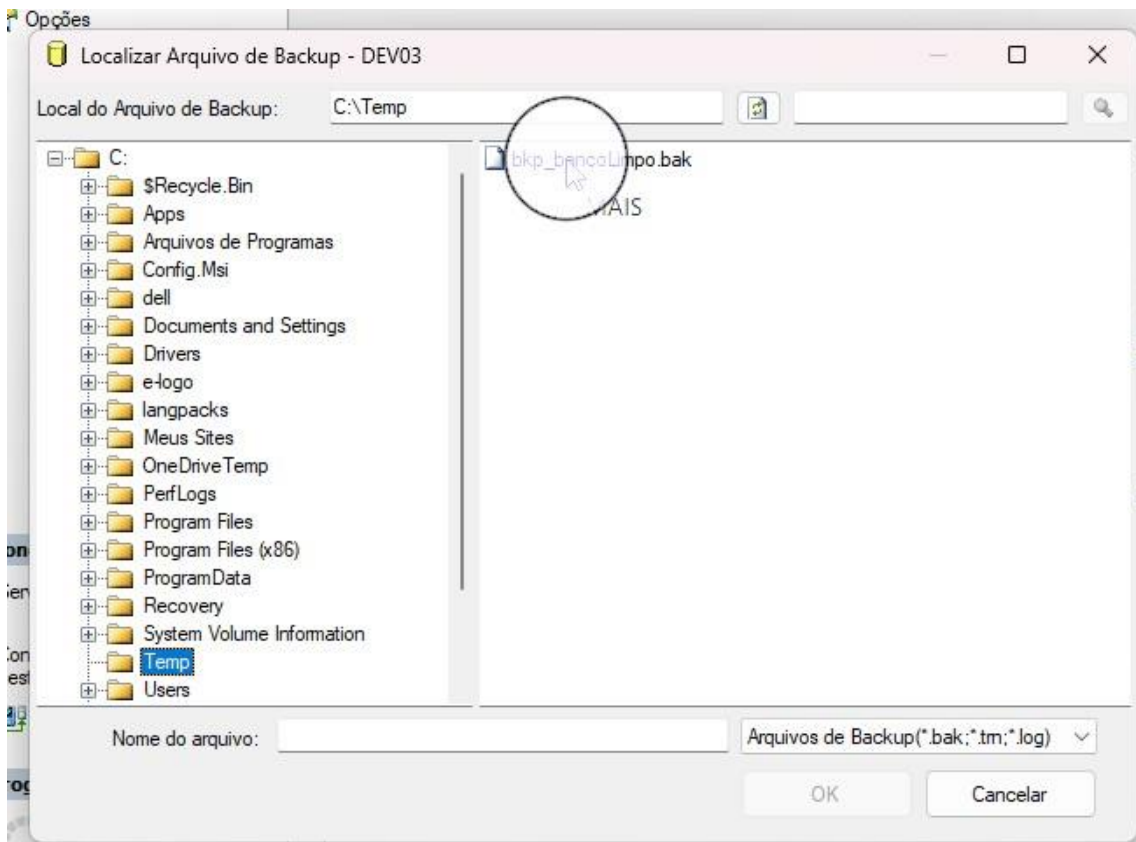 Opções
Localizar Arquivo de Backup - DEV03
Local do Arquivo de Backup: C:\Temp
C:
$Recycle.Bin
Apps
Arquivos de Programas
Config.Msi
dell
Documents and Settings
Drivers
e-logo
langpacks
Meus Sites
OneDriveTemp
PerfLogs
Program Files
Program Files (x86)
ProgramData
Recovery
System Volume Information
Temp
Users
bkp_bancoLimpo.bak
MAIS
Nome do arquivo:
Arquivos de Backup(*.bak;*.trn;*.log)
OK
Cancelar